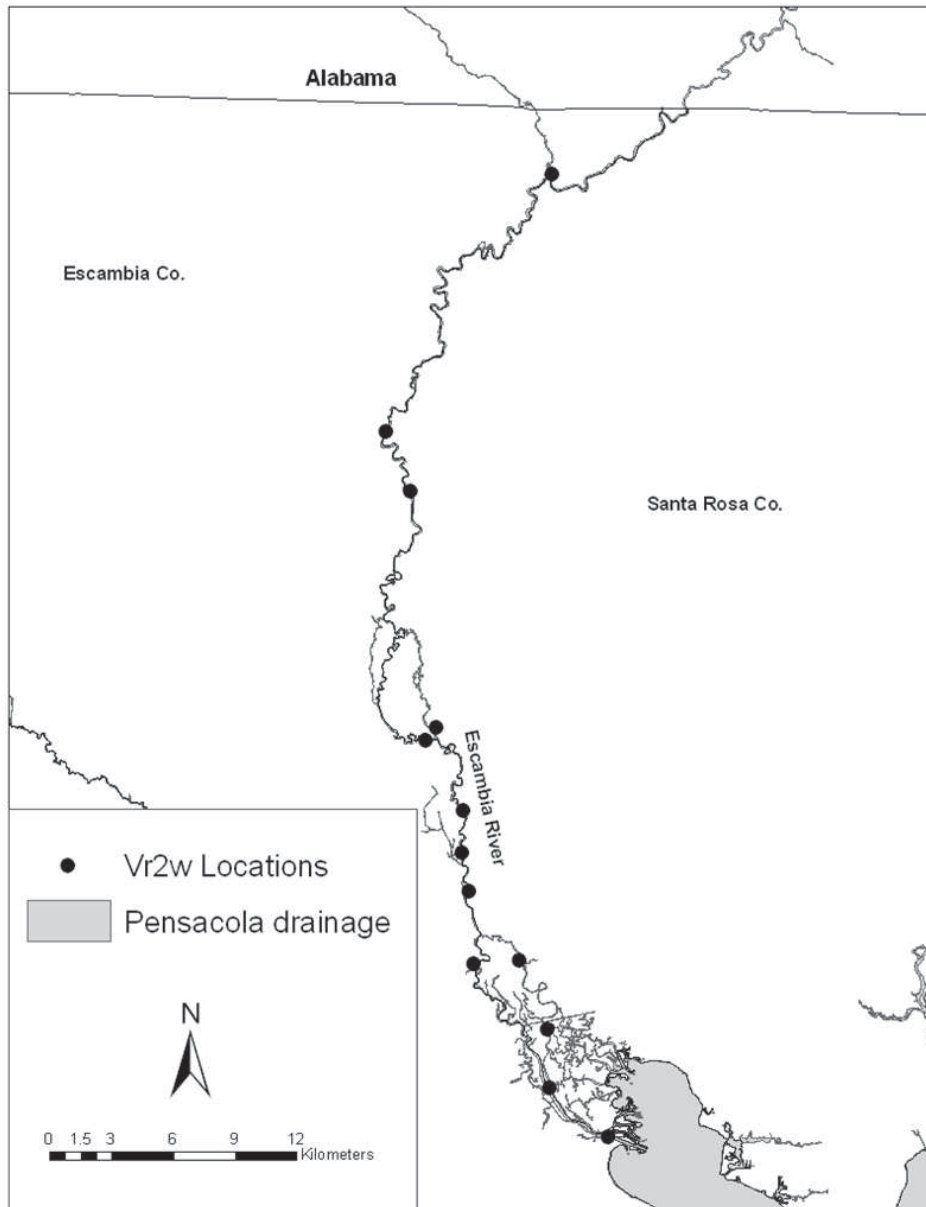 Alabama
Escambia Co.
Santa Rosa Co.
Escambia River
Vr2w Locations
Pensacola drainage
N
0 1.5 3 6 9 12
Kilometers